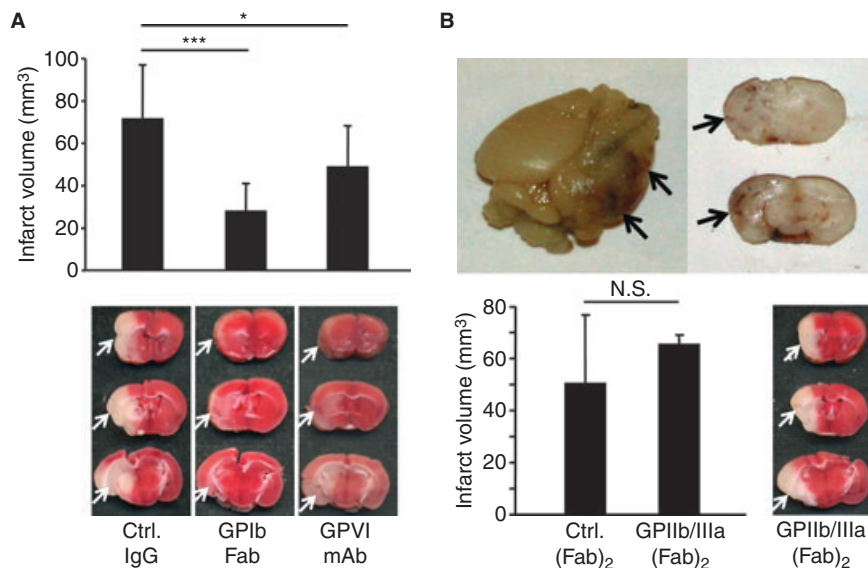 A
*
***
100
80
60
40
20
0
Infarct volume (mm³)
Ctrl.
IgG
GPIb
Fab
GPVI
mAb
B
N.S.
80
60
40
20
0
Infarct volume (mm³)
Ctrl.
(Fab)₂
GPIIb/IIIa
(Fab)₂
GPIIb/IIIa
(Fab)₂